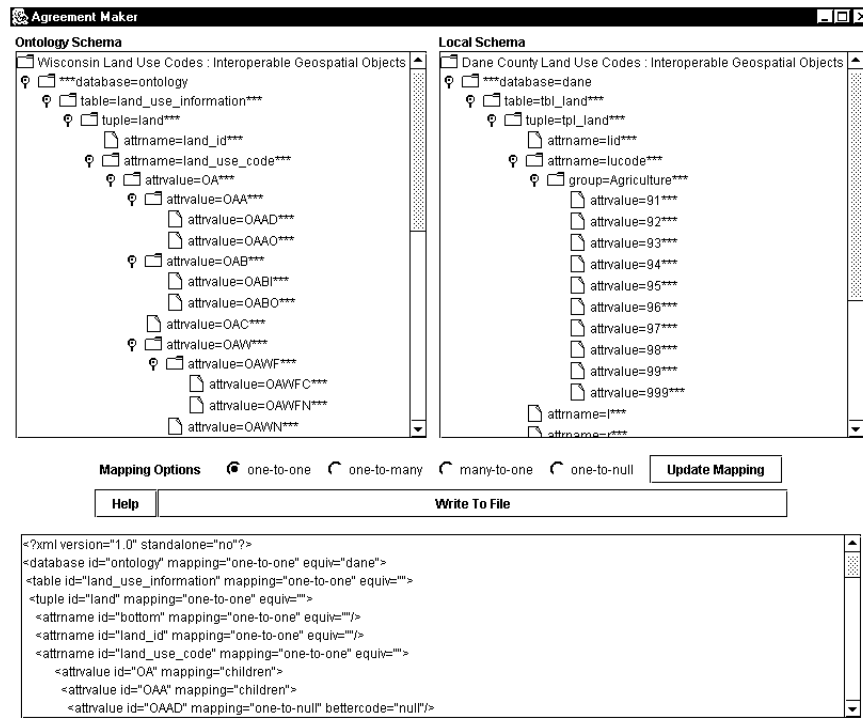 Agreement Maker
Ontology Schema
Wisconsin Land Use Codes : Interoperable Geospatial Objects
***database=ontology
table=land_use_information***
tuple=land***
attrname=land_id***
attrname=land_use_code***
attrvalue=OA***
attrvalue=OAA***
attrvalue=OAAD***
attrvalue=OAAO***
attrvalue=OAB***
attrvalue=OABI***
attrvalue=OABO***
attrvalue=OAC***
attrvalue=OAW***
attrvalue=OAWF***
attrvalue=OAWFC***
attrvalue=OAWFN***
attrvalue=OAWN***
Local Schema
Dane County Land Use Codes : Interoperable Geospatial Objects
***database=dane
table=tbl_land***
tuple=tpl_land***
attrname=lid***
attrname=lucode***
group=Agriculture***
attrvalue=91***
attrvalue=92***
attrvalue=93***
attrvalue=94***
attrvalue=95***
attrvalue=96***
attrvalue=97***
attrvalue=98***
attrvalue=99***
attrvalue=999***
attrname=l***
attrname=r***
Mapping Options one-to-one one-to-many many-to-one one-to-null Update Mapping
Help Write To File
<?xml version="1.0" standalone="no"?>
<database id="ontology" mapping="one-to-one" equiv="dane">
<table id="land_use_information" mapping="one-to-one" equiv="">
<tuple id="land" mapping="one-to-one" equiv="">
<attrname id="bottom" mapping="one-to-one" equiv=""/>
<attrname id="land_id" mapping="one-to-one" equiv=""/>
<attrname id="land_use_code" mapping="one-to-one" equiv="">
<attrvalue id="OA" mapping="children">
<attrvalue id="OAA" mapping="children">
<attrvalue id="OAAD" mapping="one-to-null" bettercode="null"/>